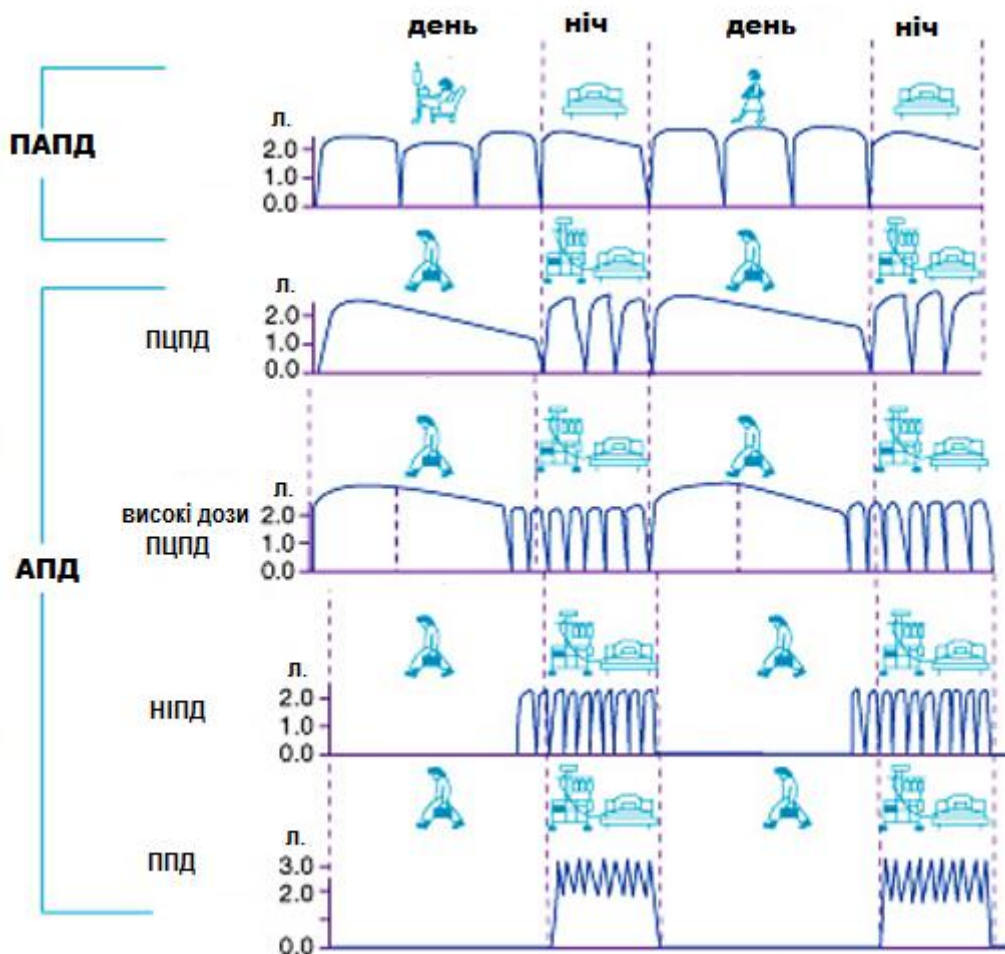 день ніч день ніч
ПАПД
л.
2.0
1.0
0.0
АПД
ПЦПД
л.
2.0
1.0
0.0
високі дози
ПЦПД
л.
2.0
1.0
0.0
НІПД
л.
2.0
1.0
0.0
ППД
л.
3.0
2.0
0.0